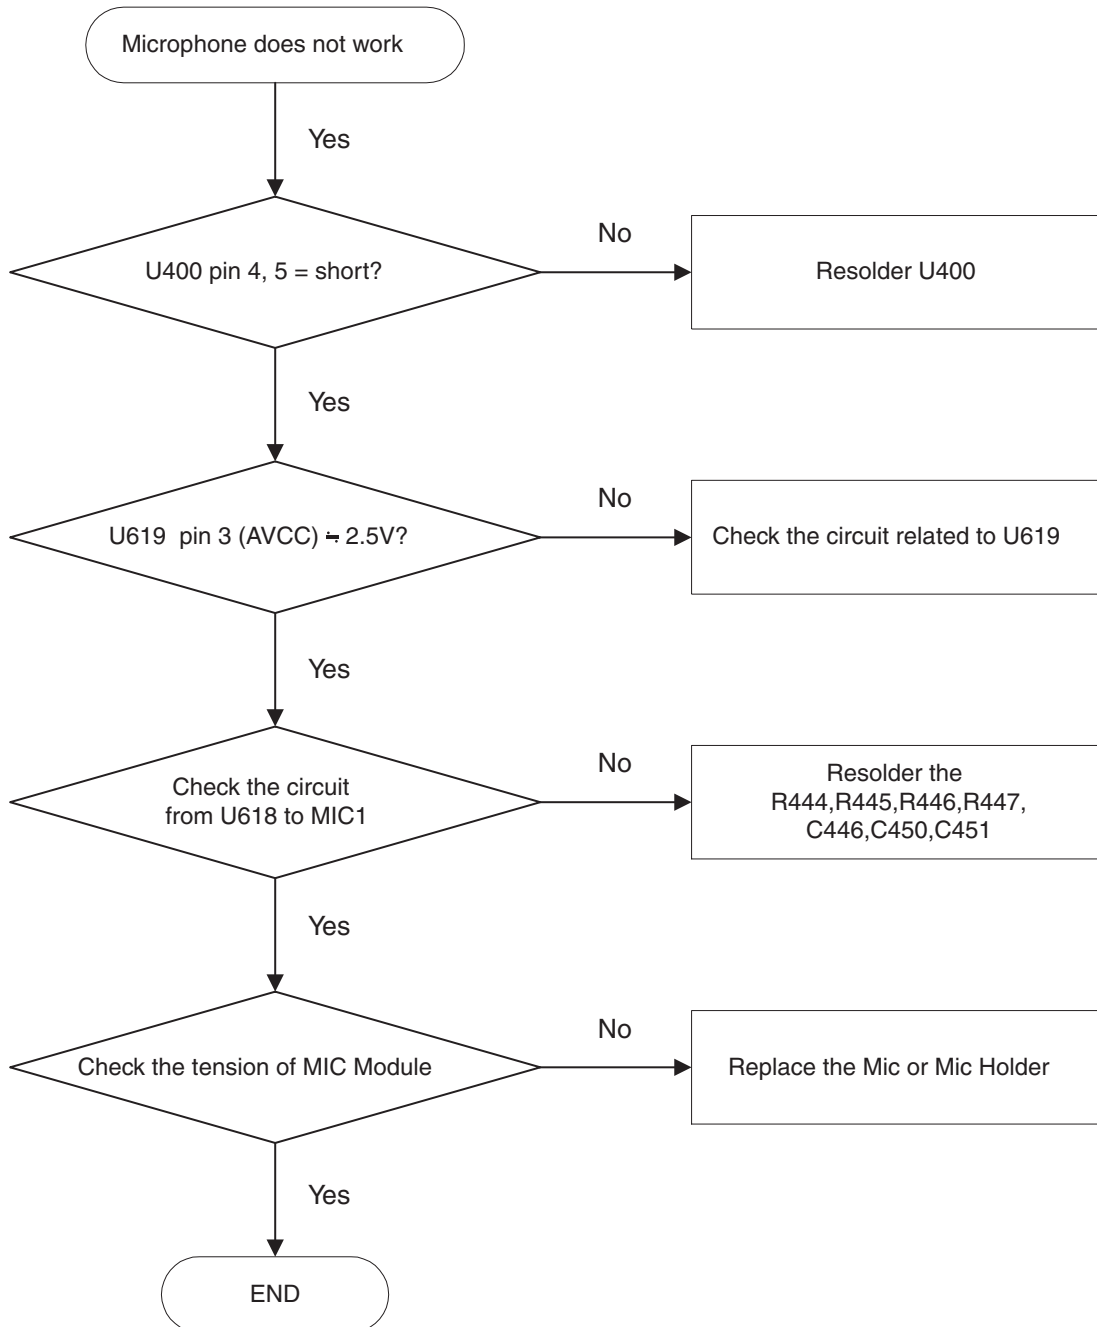 Microphone does not work
Yes
U400 pin 4, 5 = short?
No
Resolder U400
Yes
U619 pin 3 (AVCC) ≒ 2.5V?
No
Check the circuit related to U619
Yes
Check the circuit
from U618 to MIC1
No
Resolder the
R444,R445,R446,R447,
C446,C450,C451
Yes
Check the tension of MIC Module
No
Replace the Mic or Mic Holder
Yes
END